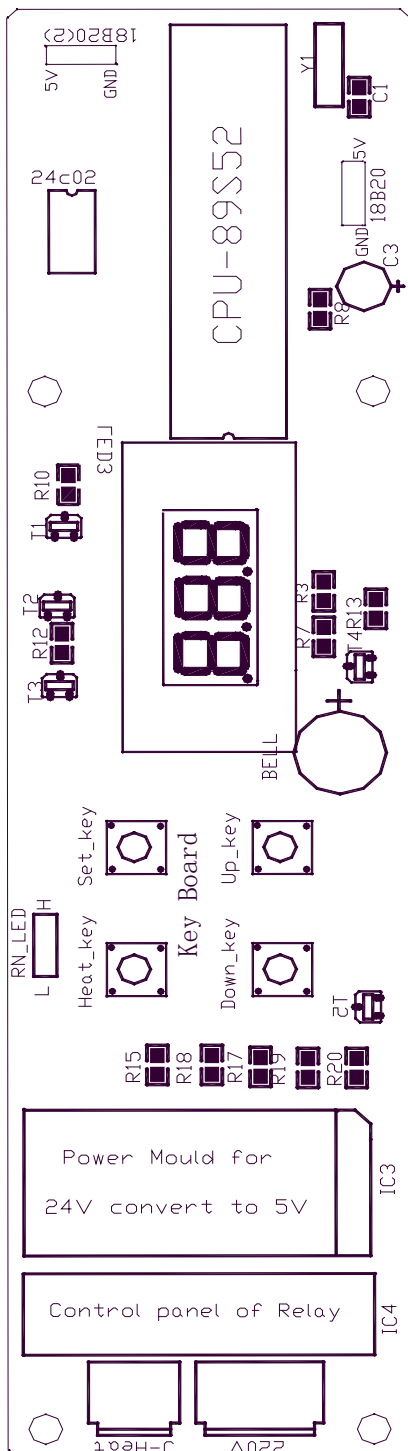 18B20(2)
5V
GND
Y1
C1
24c02
CPU-89S52
5V
18B20
GND
C3
R8
LED3
R10
T1
T2
R12
T3
R3
R7
R13
T4
BELL
Set_key
Up_key
Key Board
Heat_key
Down_key
RN_LED
H
L
T5
R15
R18
R17
R19
R20
Power Mould for
24V convert to 5V
IC3
Control panel of Relay
IC4
J-Heat
220V